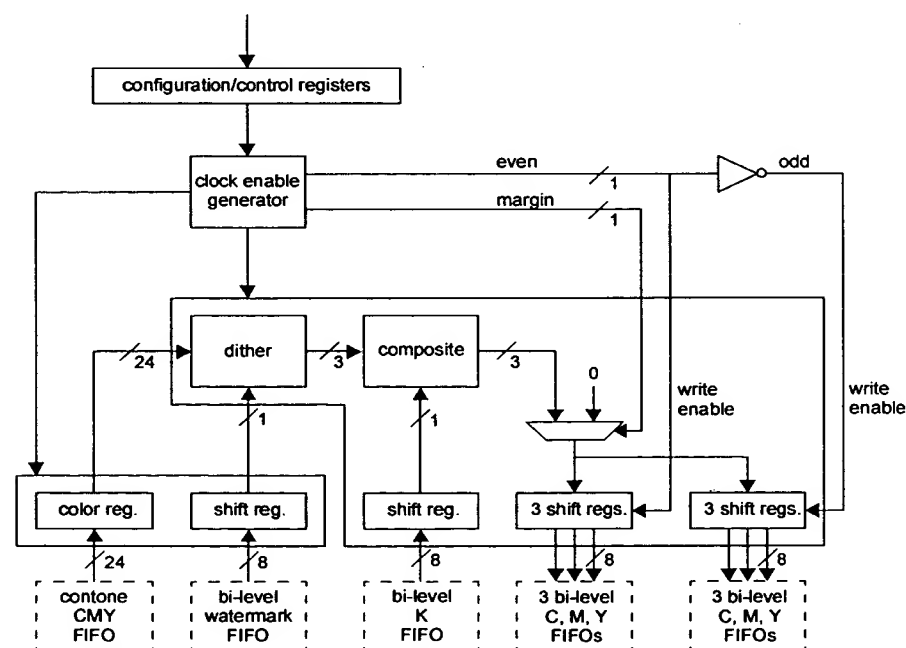 configuration/control registers
clock enable
generator
even
1
odd
margin
1
dither
composite
24
3
3
0
1
1
write
enable
write
enable
color reg.
shift reg.
shift reg.
3 shift regs.
3 shift regs.
24
8
8
8
8
contone
CMY
FIFO
bi-level
watermark
FIFO
bi-level
K
FIFO
3 bi-level
C, M, Y
FIFOs
3 bi-level
C, M, Y
FIFOs